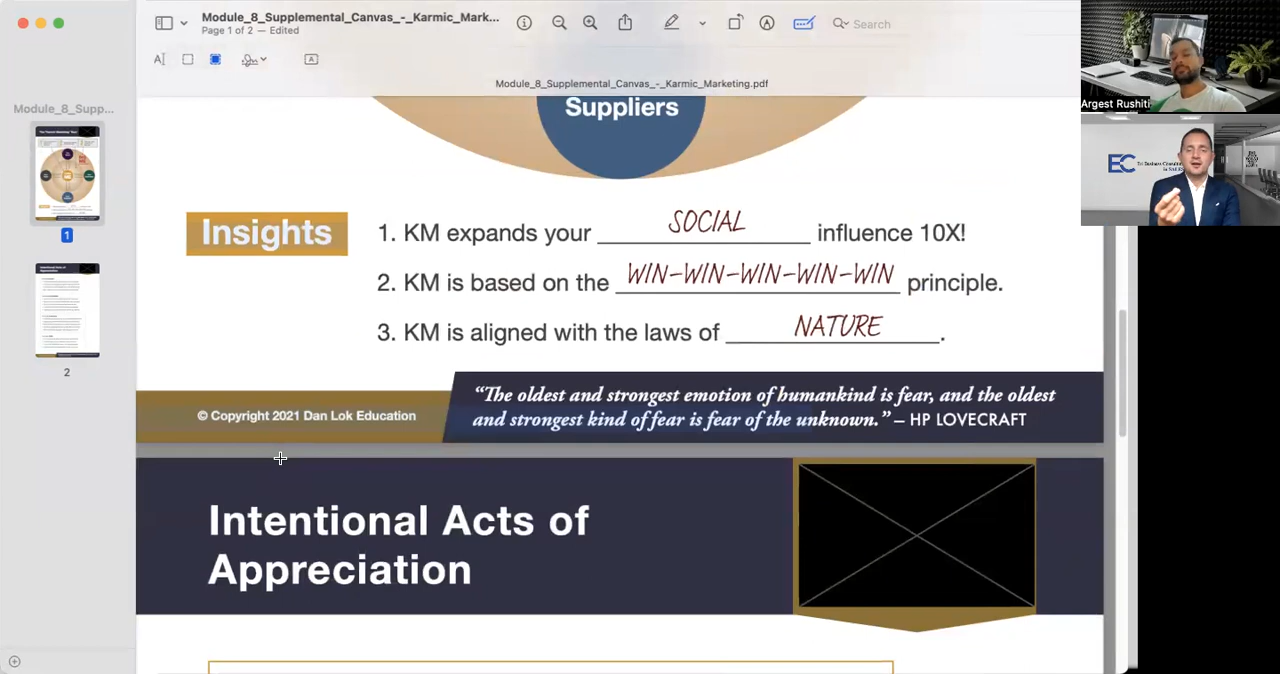 Module_8_Supplemental_Canvas_-_Karmic_Mark...
Page 1 of 2 — Edited
Search
Module_8_Supplemental_Canvas_-_Karmic_Marketing.pdf
Module_8_Supp...
1
2
Suppliers
Insights
1. KM expands your SOCIAL influence 10X!
2. KM is based on the WIN-WIN-WIN-WIN-WIN principle.
3. KM is aligned with the laws of NATURE.
© Copyright 2021 Dan Lok Education
“The oldest and strongest emotion of humankind is fear, and the oldest
and strongest kind of fear is fear of the unknown.” – HP LOVECRAFT
Intentional Acts of
Appreciation
Argest Rushiti
EC